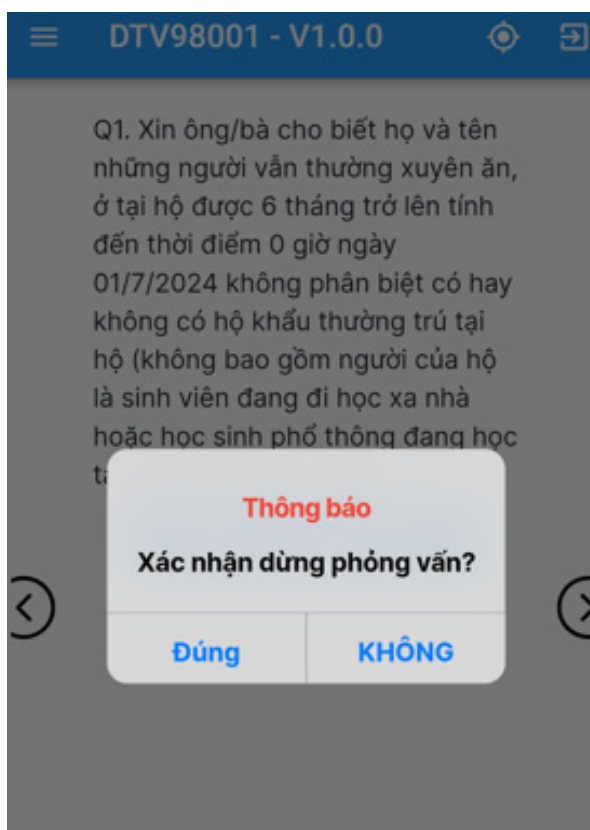 DTV98001 - V1.0.0
Q1. Xin ông/bà cho biết họ và tên
những người vẫn thường xuyên ăn,
ở tại hộ được 6 tháng trở lên tính
đến thời điểm 0 giờ ngày
01/7/2024 không phân biệt có hay
không có hộ khẩu thường trú tại
hộ (không bao gồm người của hộ
là sinh viên đang đi học xa nhà
hoặc học sinh phổ thông đang học
Thông báo
Xác nhận dừng phỏng vấn?
Đúng
KHÔNG